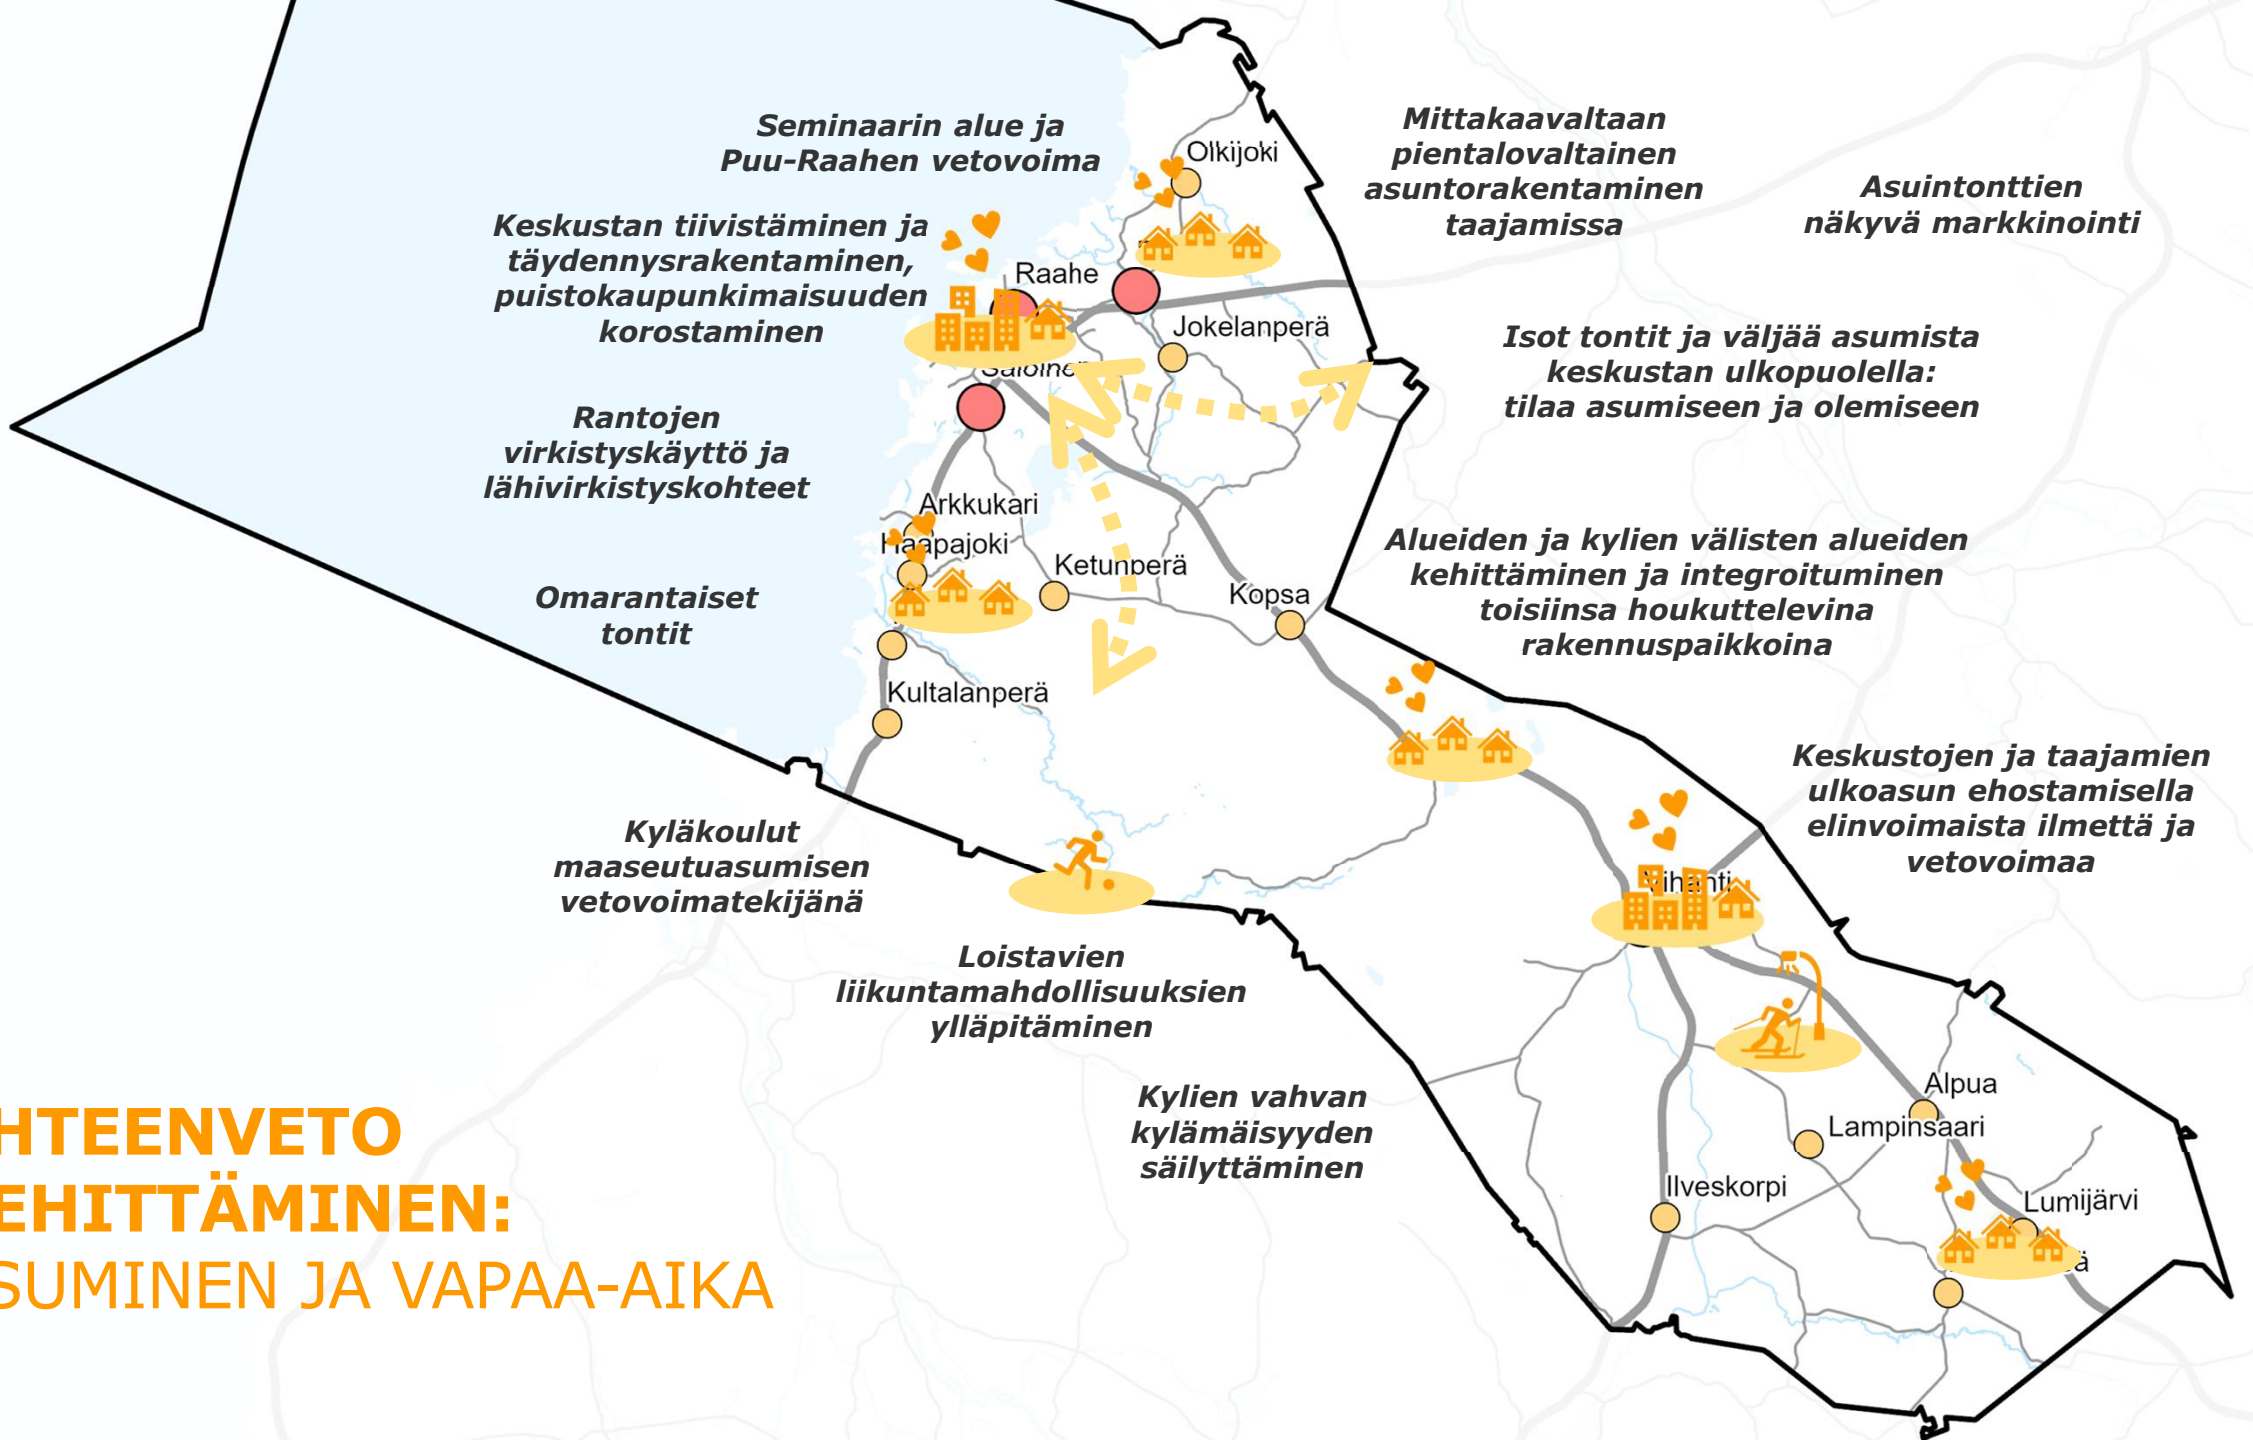 Seminaarin alue ja
Puu-Raahen vetovoima
Keskustan tiivistäminen ja
täydennysrakentaminen,
puistokaupunkimaisuuden
korostaminen
Rantojen
virkistyskäyttö ja
lähivirkistyskohteet
Omarantaiset
tontit
Mittakaavaltaan
pientalovaltainen
asuntorakentaminen
taajamissa
Asuintonttien
näkyvä markkinointi
Isot tontit ja väljää asumista
keskustan ulkopuolella:
tilaa asumiseen ja olemiseen
Alueiden ja kylien välisten alueiden
kehittäminen ja integroituminen
toisiinsa houkuttelevina
rakennuspaikkoina
Keskustojen ja taajamien
ulkoasun ehostamisella
elinvoimaista ilmettä ja
vetovoimaa
Kyläkoulut
maaseutuasumisen
vetovoimatekijänä
Loistavien
liikuntamahdollisuuksien
ylläpitäminen
Kylien vahvan
kylämäisyyden
säilyttäminen
Olkijoki
Raahe
Jokelanperä
Saloinen
Arkkukari
Haapajoki
Ketunperä
Kopsa
Kultalanperä
Vihanti
Alpua
Lampinsaari
Ilveskorpi
Lumijärvi
HTEENVETO
EHITTÄMINEN:
SUMINEN JA VAPAA-AIKA